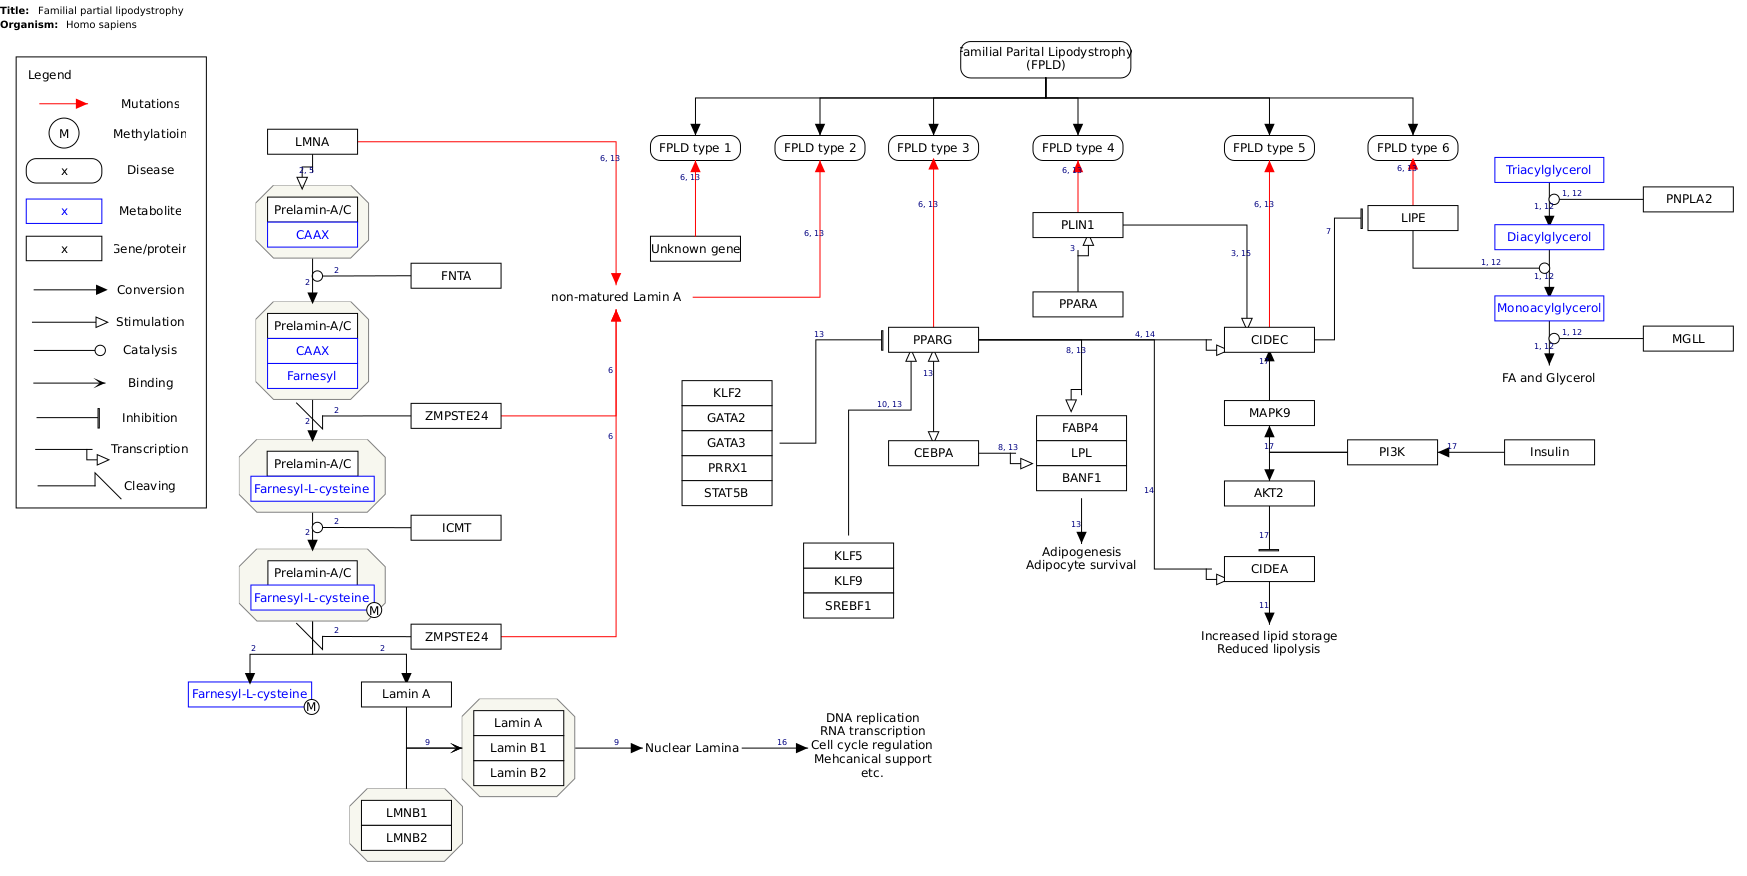 Title: Familial partial lipodystrophy
Organism: Homo sapiens
Legend
Mutations
M
Methylatioin
x
Disease
x
Metabolite
x
Gene/protein
Conversion
Stimulation
Catalysis
Binding
Inhibition
Transcription
Cleaving
LMNA
2, 5
Prelamin-A/C
CAAX
2
FNTA
2
Prelamin-A/C
CAAX
Farnesyl
2
ZMPSTE24
2
Prelamin-A/C
Farnesyl-L-cysteine
2
ICMT
2
Prelamin-A/C
Farnesyl-L-cysteine
M
2
ZMPSTE24
2
2
Farnesyl-L-cysteine
M
Lamin A
9
Lamin A
Lamin B1
Lamin B2
LMNB1
LMNB2
9
Nuclear Lamina
16
DNA replication
RNA transcription
Cell cycle regulation
Mehcanical support
etc.
6, 13
non-matured Lamin A
6
6
6, 13
Familial Parital Lipodystrophy
(FPLD)
FPLD type 1
FPLD type 2
FPLD type 3
FPLD type 4
FPLD type 5
FPLD type 6
6, 13
Unknown gene
6, 13
6, 13
6, 13
6, 13
PLIN1
3
PPARA
3, 15
LIPE
7
PPARG
13
KLF2
GATA2
GATA3
PRRX1
STAT5B
10, 13
KLF5
KLF9
SREBF1
13
CEBPA
8, 13
8, 13
FABP4
LPL
BANF1
13
Adipogenesis
Adipocyte survival
4, 14
14
CIDEC
17
MAPK9
17
PI3K
17
Insulin
AKT2
17
CIDEA
11
Increased lipid storage
Reduced lipolysis
Triacylglycerol
1, 12
PNPLA2
1, 12
Diacylglycerol
1, 12
1, 12
Monoacylglycerol
1, 12
MGLL
1, 12
FA and Glycerol